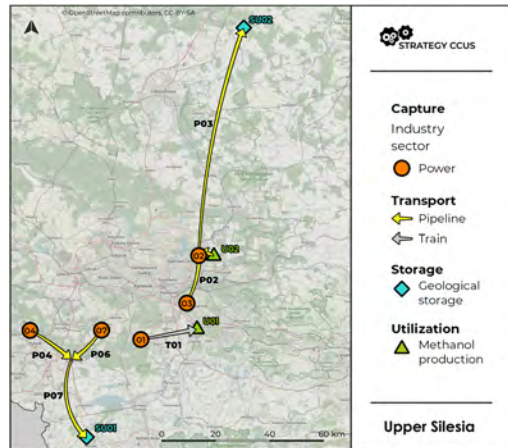 © OpenStreetMap contributors, CC-BY-SA
SU02
P03
02
U02
P02
03
U01
04
07
01
T01
P04
P06
P07
SU01
0
20
40
60 km
STRATEGY CCUS
Capture
Industry
sector
Power
Transport
Pipeline
Train
Storage
Geological
storage
Utilization
Methanol
production
Upper Silesia